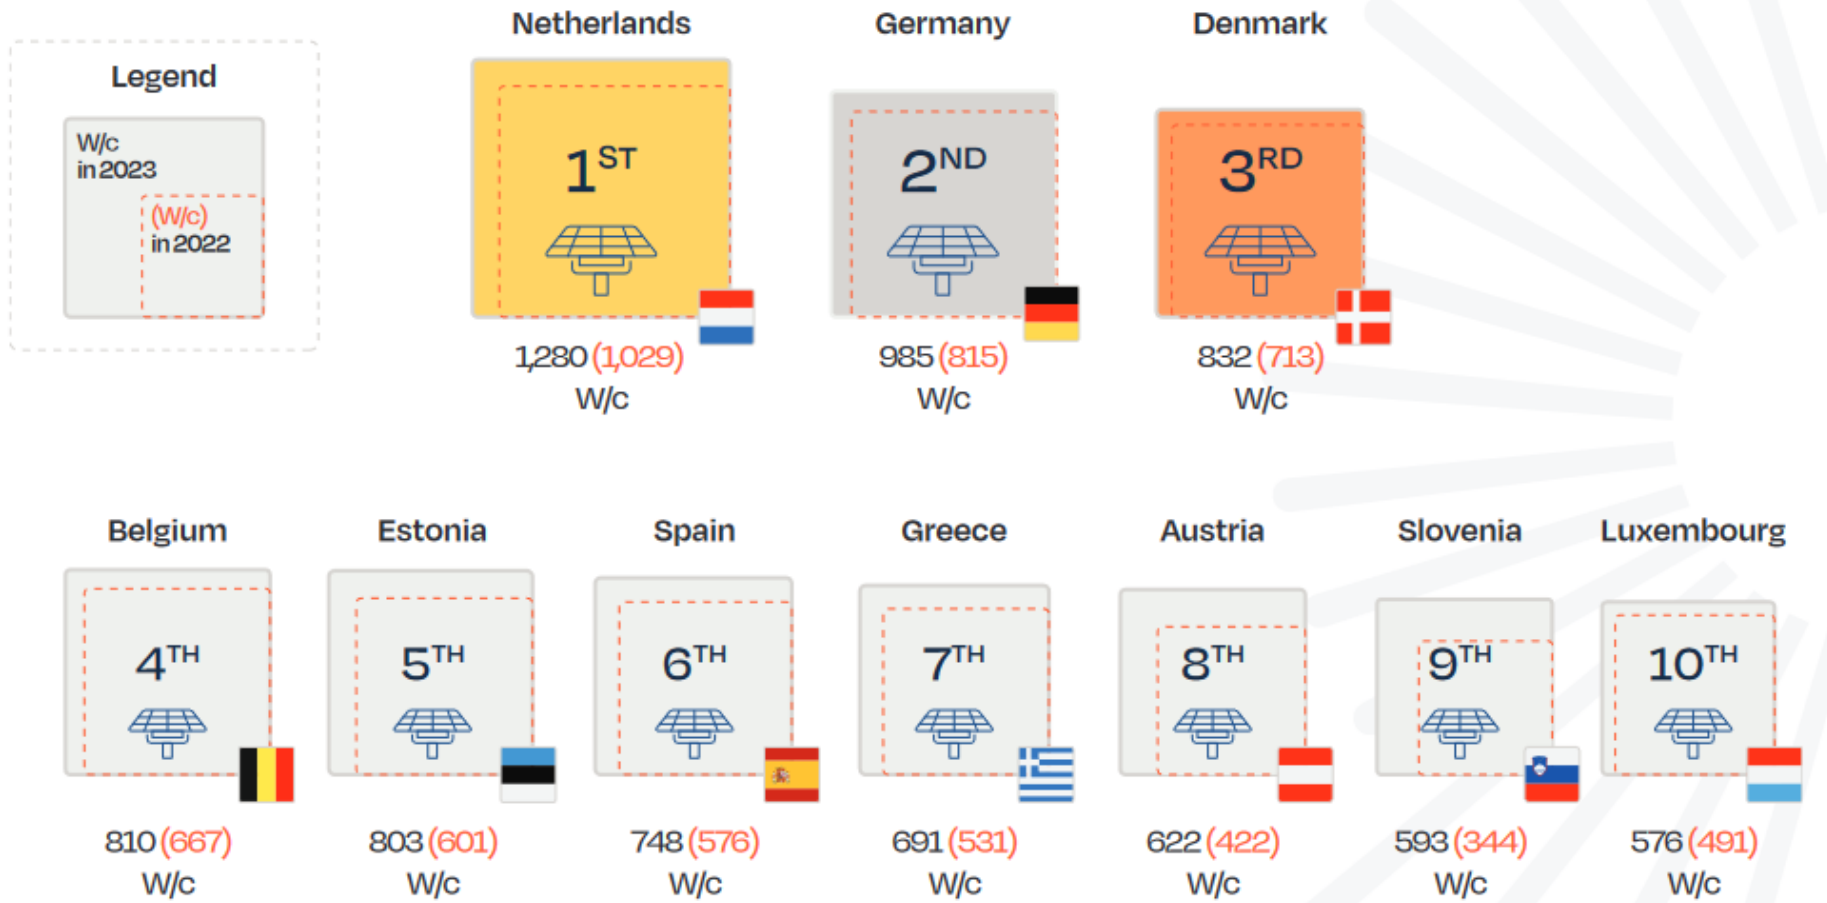 Legend
W/c
in 2023
(W/c)
in 2022
Netherlands
1ST
1,280 (1,029)
W/c
Germany
2ND
985 (815)
W/c
Denmark
3RD
832 (713)
W/c
Belgium
4TH
810 (667)
W/c
Estonia
5TH
803 (601)
W/c
Spain
6TH
748 (576)
W/c
Greece
7TH
691 (531)
W/c
Austria
8TH
622 (422)
W/c
Slovenia
9TH
593 (344)
W/c
Luxembourg
10TH
576 (491)
W/c